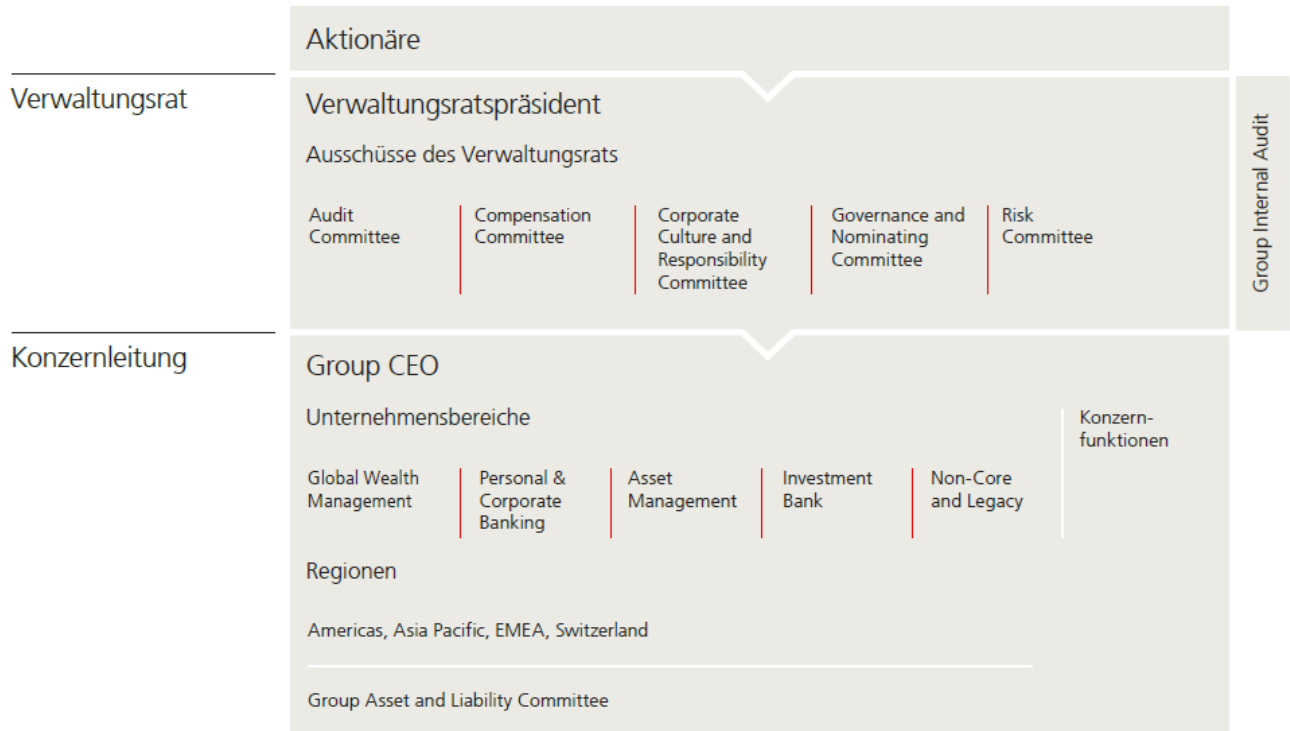 Aktionäre
Verwaltungsrat
Verwaltungsratspräsident
Ausschüsse des Verwaltungsrats
Audit
Committee
Compensation
Committee
Corporate
Culture and
Responsibility
Committee
Governance and
Nominating
Committee
Risk
Committee
Group Internal Audit
Konzernleitung
Group CEO
Unternehmensbereiche
Global Wealth
Management
Personal &
Corporate
Banking
Asset
Management
Investment
Bank
Non-Core
and Legacy
Konzern-
funktionen
Regionen
Americas, Asia Pacific, EMEA, Switzerland
Group Asset and Liability Committee